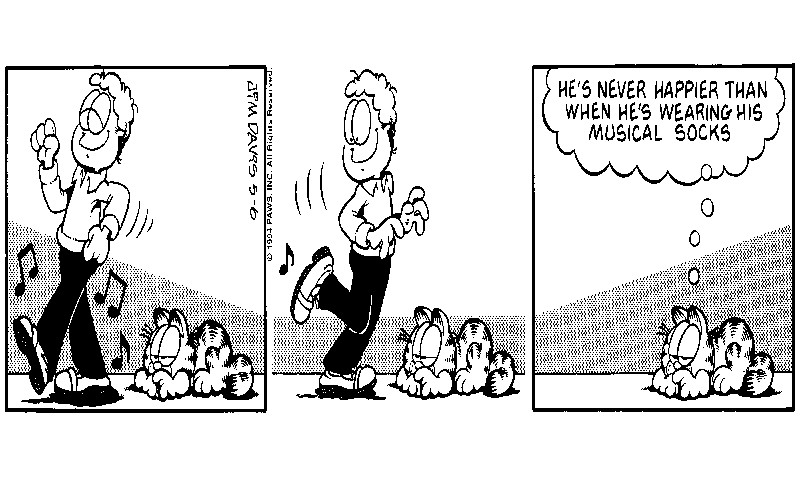 JIM DAVIS 5-6
© 1994 PAWS, INC. All Rights Reserved.
HE'S NEVER HAPPIER THAN
WHEN HE'S WEARING HIS
MUSICAL SOCKS